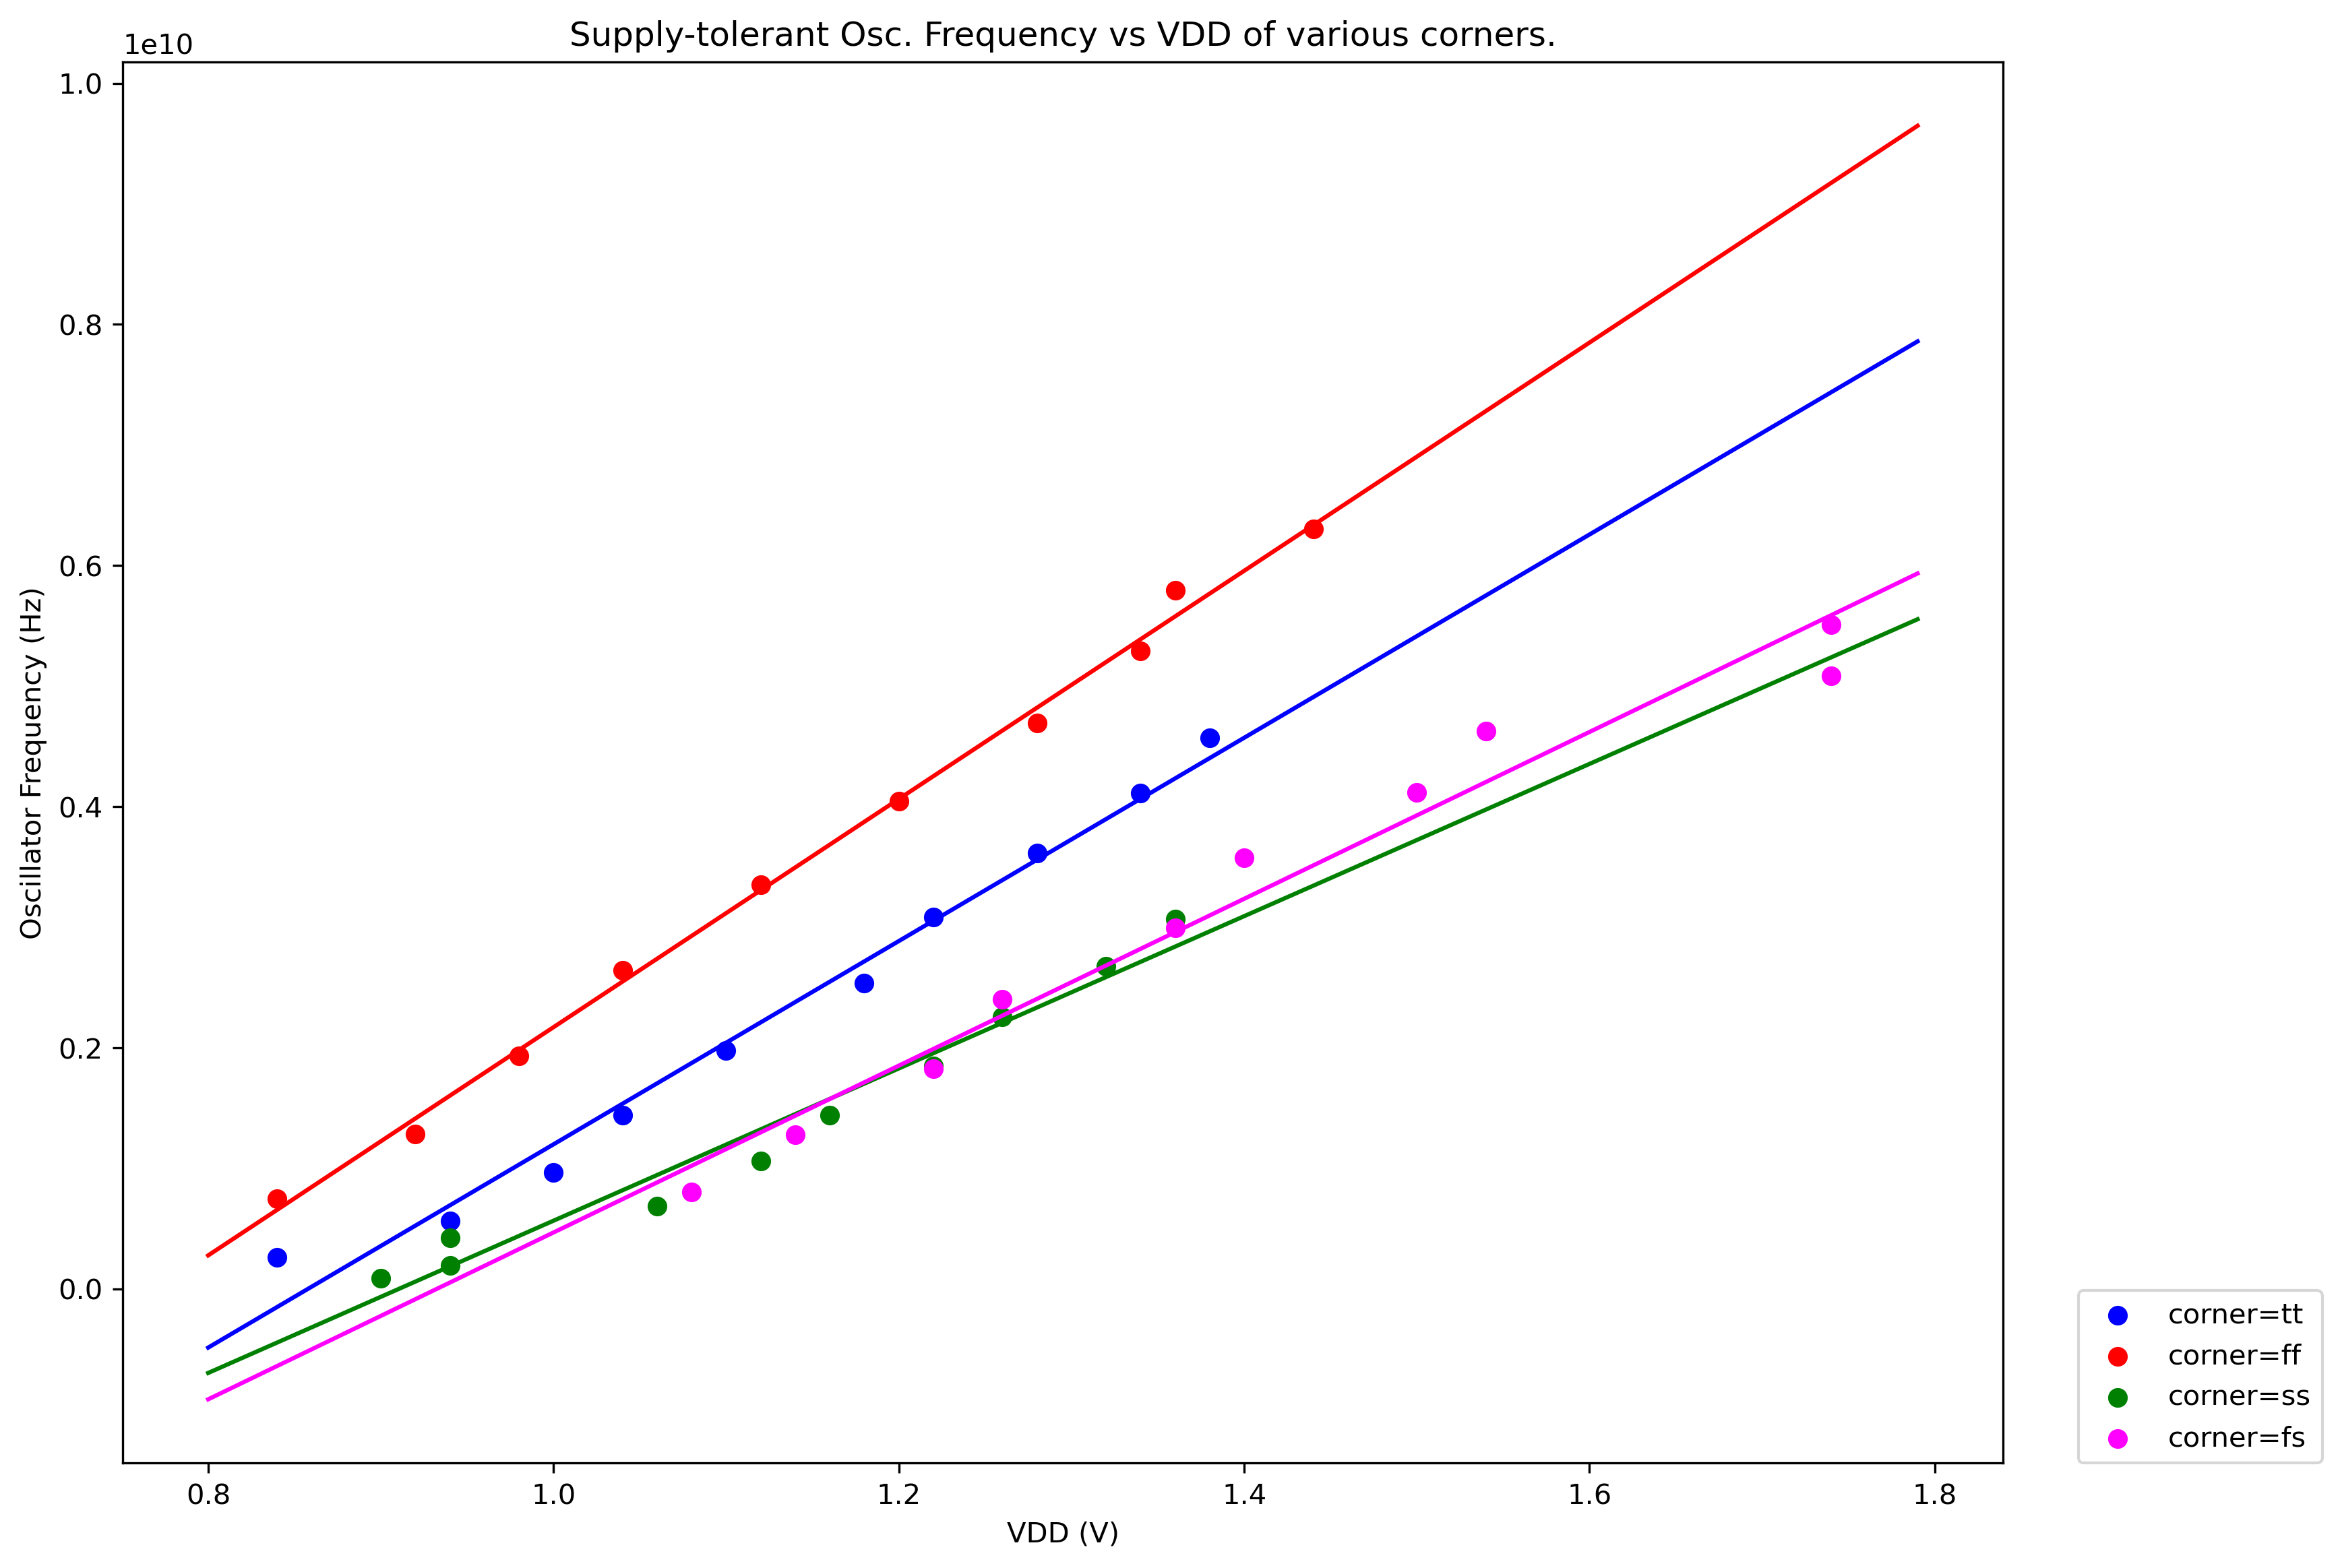 Supply-tolerant Osc. Frequency vs VDD of various corners.
1e10
1.0
0.8
0.6
0.4
0.2
0.0
Oscillator Frequency (Hz)
0.8 1.0 1.2 1.4 1.6 1.8
VDD (V)
corner=tt
corner=ff
corner=ss
corner=fs